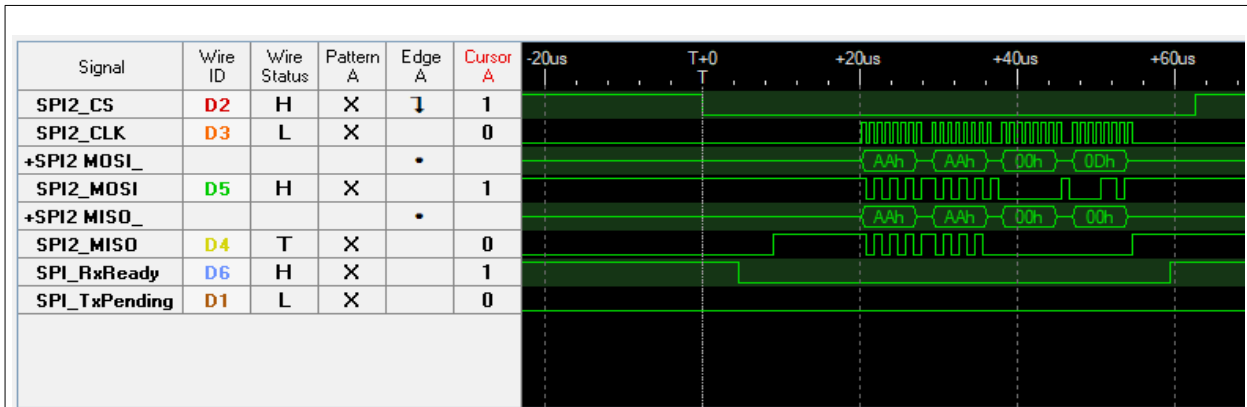 Signal Wire ID Wire Status Pattern A Edge A Cursor A -20us T+0 +20us +40us +60us
T
SPI2_CS D2 H X 1
SPI2_CLK D3 L X 0
+SPI2 MOSI_ AAh AAh 00h 0Dh
SPI2_MOSI D5 H X 1
+SPI2 MISO_ AAh AAh 00h 00h
SPI2_MISO D4 T X 0
SPI_RxReady D6 H X 1
SPI_TxPending D1 L X 0